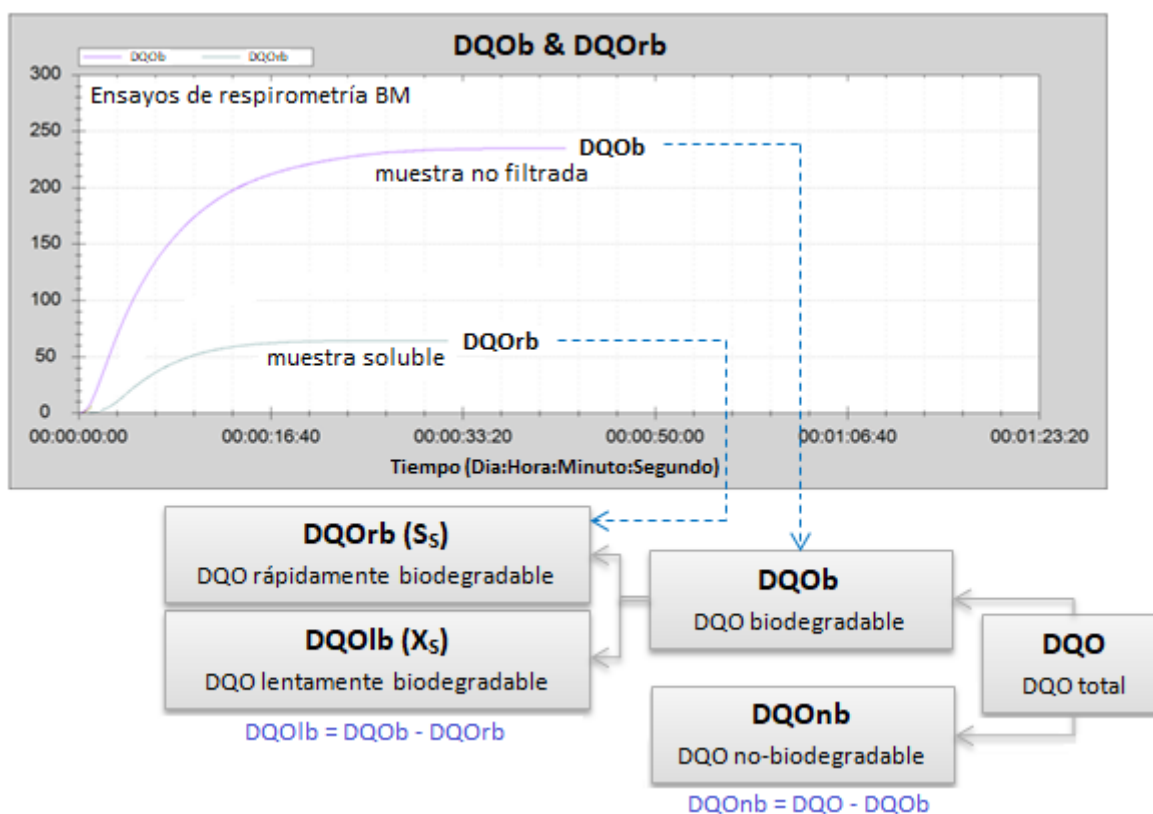 DQOb & DQOrb
DQOb DQOrb
300
Ensayos de respirometría BM
250
DQOb
muestra no filtrada
200
150
100
DQOrb
muestra soluble
50
0
00:00:00:00 00:00:16:40 00:00:33:20 00:00:50:00 00:01:06:40 00:01:23:20
Tiempo (Dia:Hora:Minuto:Segundo)
DQOrb (S_S)
DQO rápidamente biodegradable
DQOlb (X_S)
DQO lentamente biodegradable
DQOlb = DQOb - DQOrb
DQOb
DQO biodegradable
DQO
DQO total
DQOnb
DQO no-biodegradable
DQOnb = DQO - DQOb